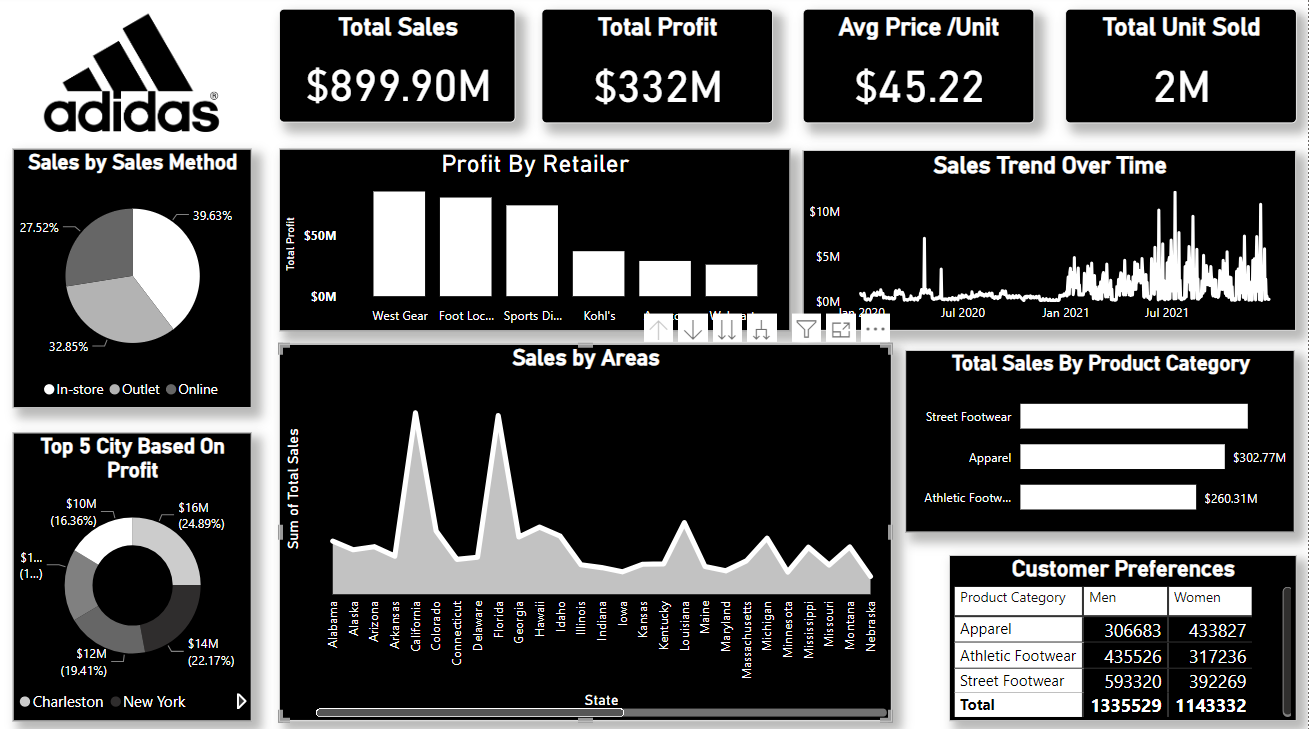 adidas®
Total Sales
$899.90M
Total Profit
$332M
Avg Price /Unit
$45.22
Total Unit Sold
2M
Sales by Sales Method
39.63%
27.52%
32.85%
In-store Outlet Online
Profit By Retailer
Total Profit
$50M
$0M
West Gear Foot Loc... Sports Di... Kohl's
Sales Trend Over Time
$10M
$5M
$0M
Jan 2020 Jul 2020 Jan 2021 Jul 2021
Top 5 City Based On
Profit
$10M
(16.36%)
$16M
(24.89%)
$1...
(1...)
$12M
(19.41%)
$14M
(22.17%)
Charleston New York
Sales by Areas
Sum of Total Sales
Alabama
Alaska
Arizona
Arkansas
California
Colorado
Connecticut
Delaware
Florida
Georgia
Hawaii
Idaho
Illinois
Indiana
Iowa
Kansas
Kentucky
Louisiana
Maine
Maryland
Massachusetts
Michigan
Minnesota
Mississippi
Missouri
Montana
Nebraska
State
Total Sales By Product Category
Street Footwear
Apparel $302.77M
Athletic Footw... $260.31M
Customer Preferences
Product Category Men Women
Apparel 306683 433827
Athletic Footwear 435526 317236
Street Footwear 593320 392269
Total 1335529 1143332